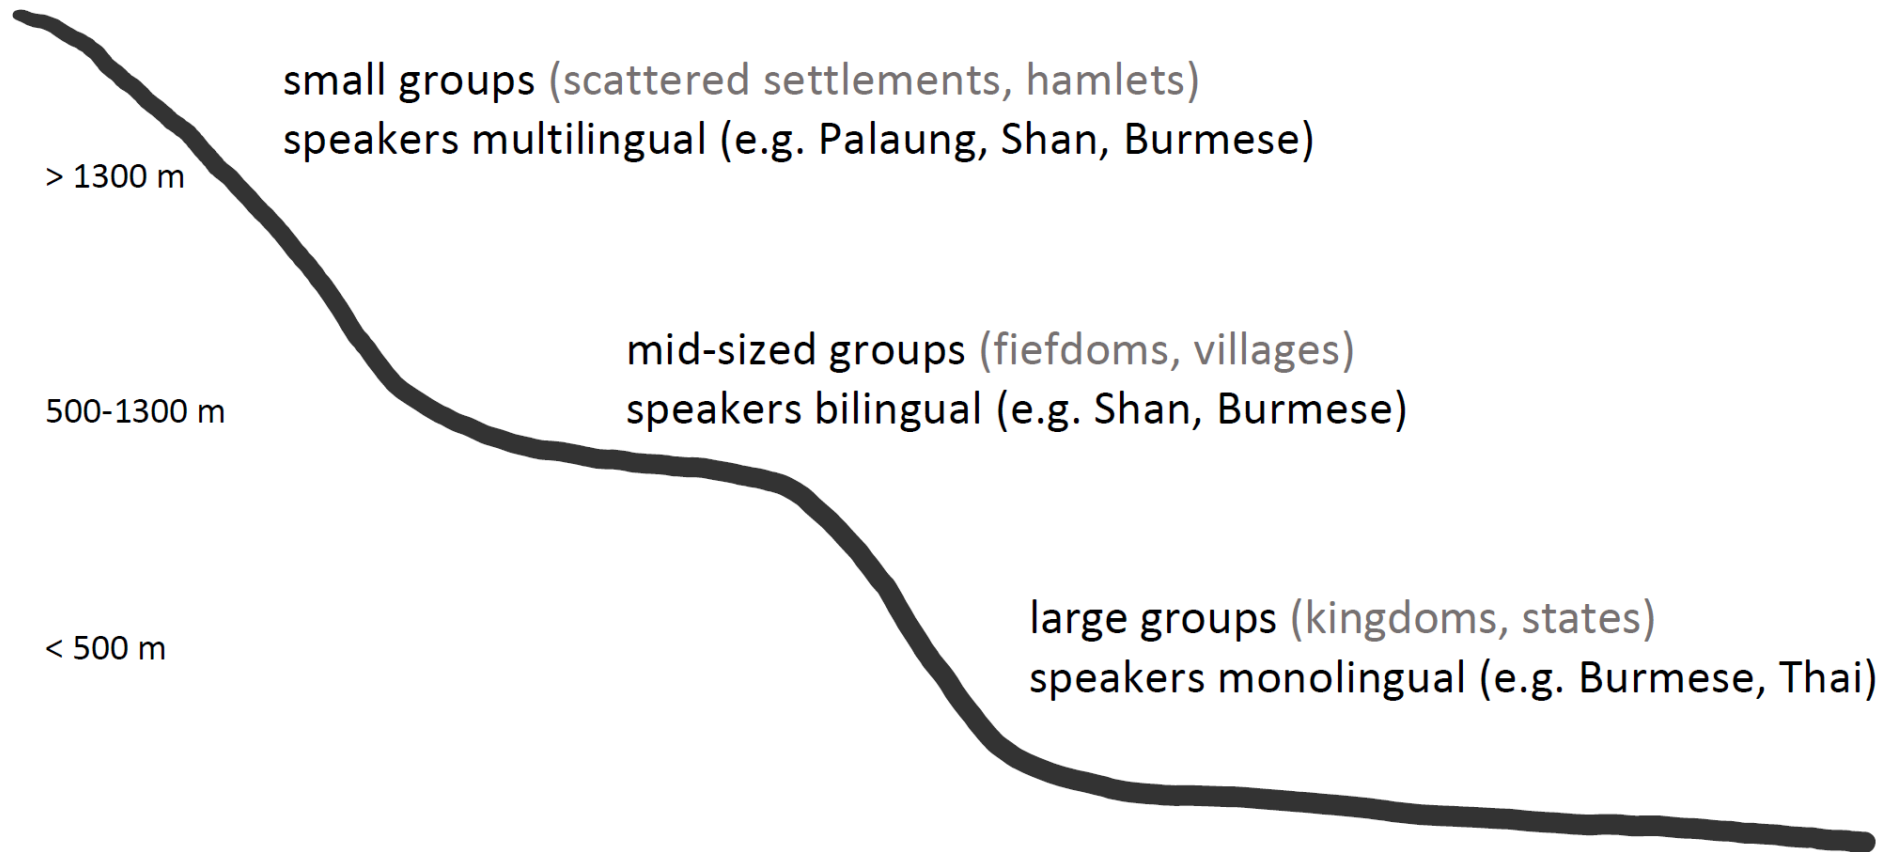 small groups (scattered settlements, hamlets)
speakers multilingual (e.g. Palaung, Shan, Burmese)
> 1300 m
mid-sized groups (fiefdoms, villages)
speakers bilingual (e.g. Shan, Burmese)
500-1300 m
large groups (kingdoms, states)
speakers monolingual (e.g. Burmese, Thai)
< 500 m